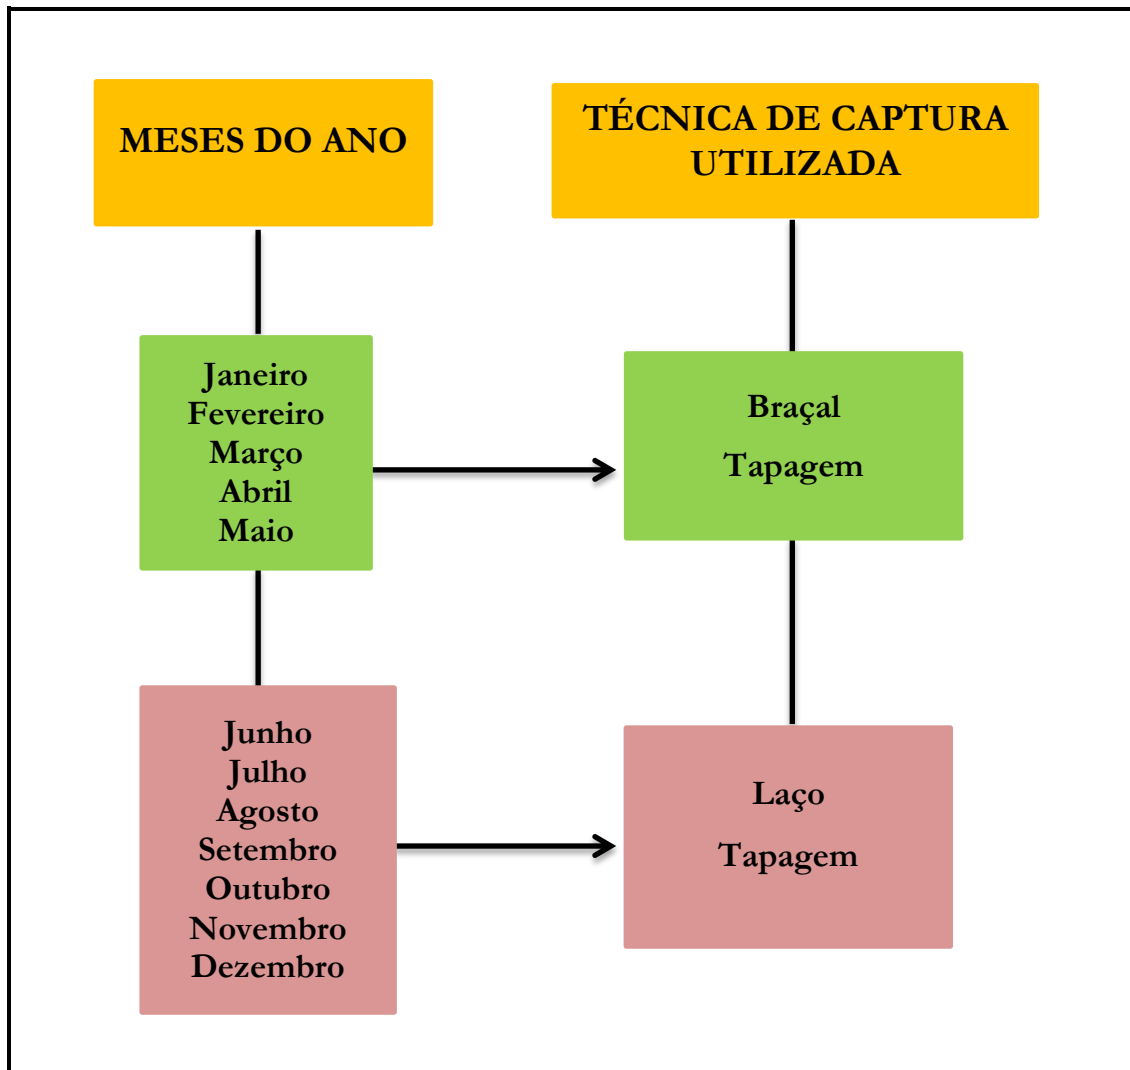 MESES DO ANO
TÉCNICA DE CAPTURA
UTILIZADA
Janeiro
Fevereiro
Março
Abril
Maio
Braçal
Tapagem
Junho
Julho
Agosto
Setembro
Outubro
Novembro
Dezembro
Laço
Tapagem